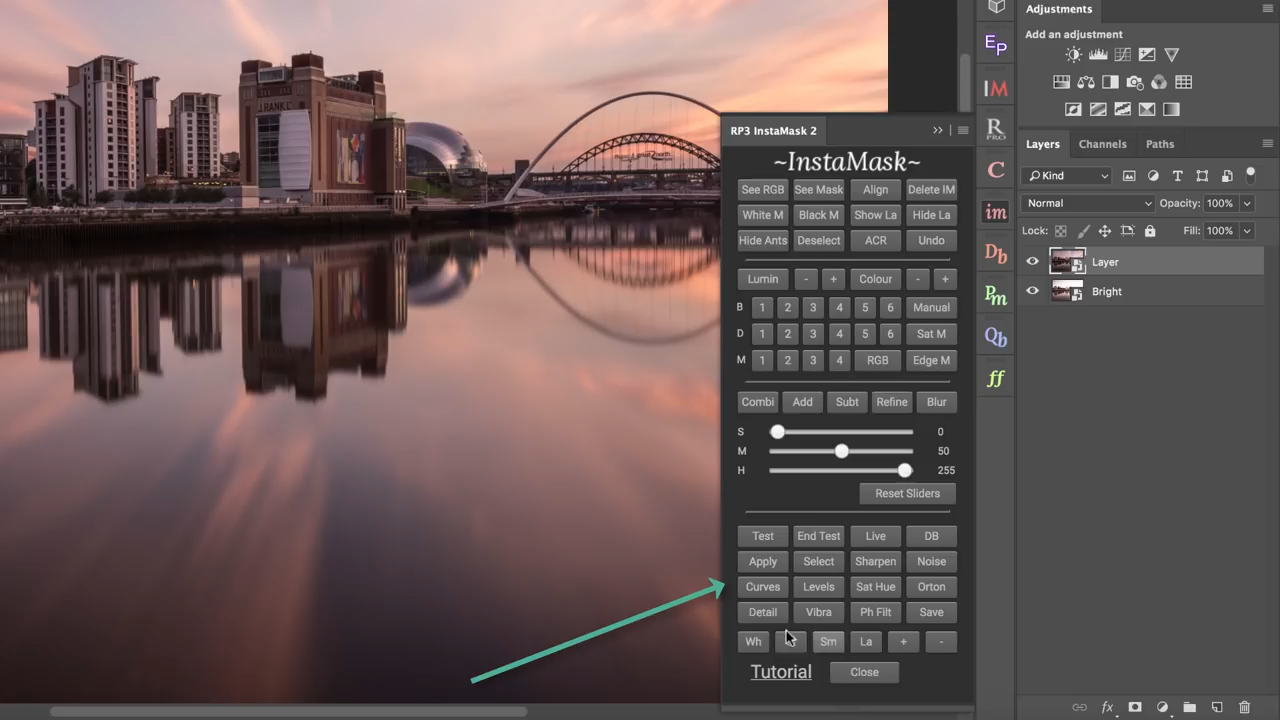 Adjustments
Add an adjustment
EP
IM
R
PRO
C
im
Db
Pm
Qb
ff
RP3 InstaMask 2
~InstaMask~
See RGB See Mask Align Delete IM
White M Black M Show La Hide La
Hide Ants Deselect ACR Undo
Lumin - + Colour - +
B 1 2 3 4 5 6 Manual
D 1 2 3 4 5 6 Sat M
M 1 2 3 4 RGB Edge M
Combi Add Subt Refine Blur
S 0
M 50
H 255
Reset Sliders
Test End Test Live DB
Apply Select Sharpen Noise
Curves Levels Sat Hue Orton
Detail Vibra Ph Filt Save
Wh Sm La + -
Tutorial Close
Layers Channels Paths
Kind
Normal Opacity: 100%
Lock: Fill: 100%
Layer
Bright
fx